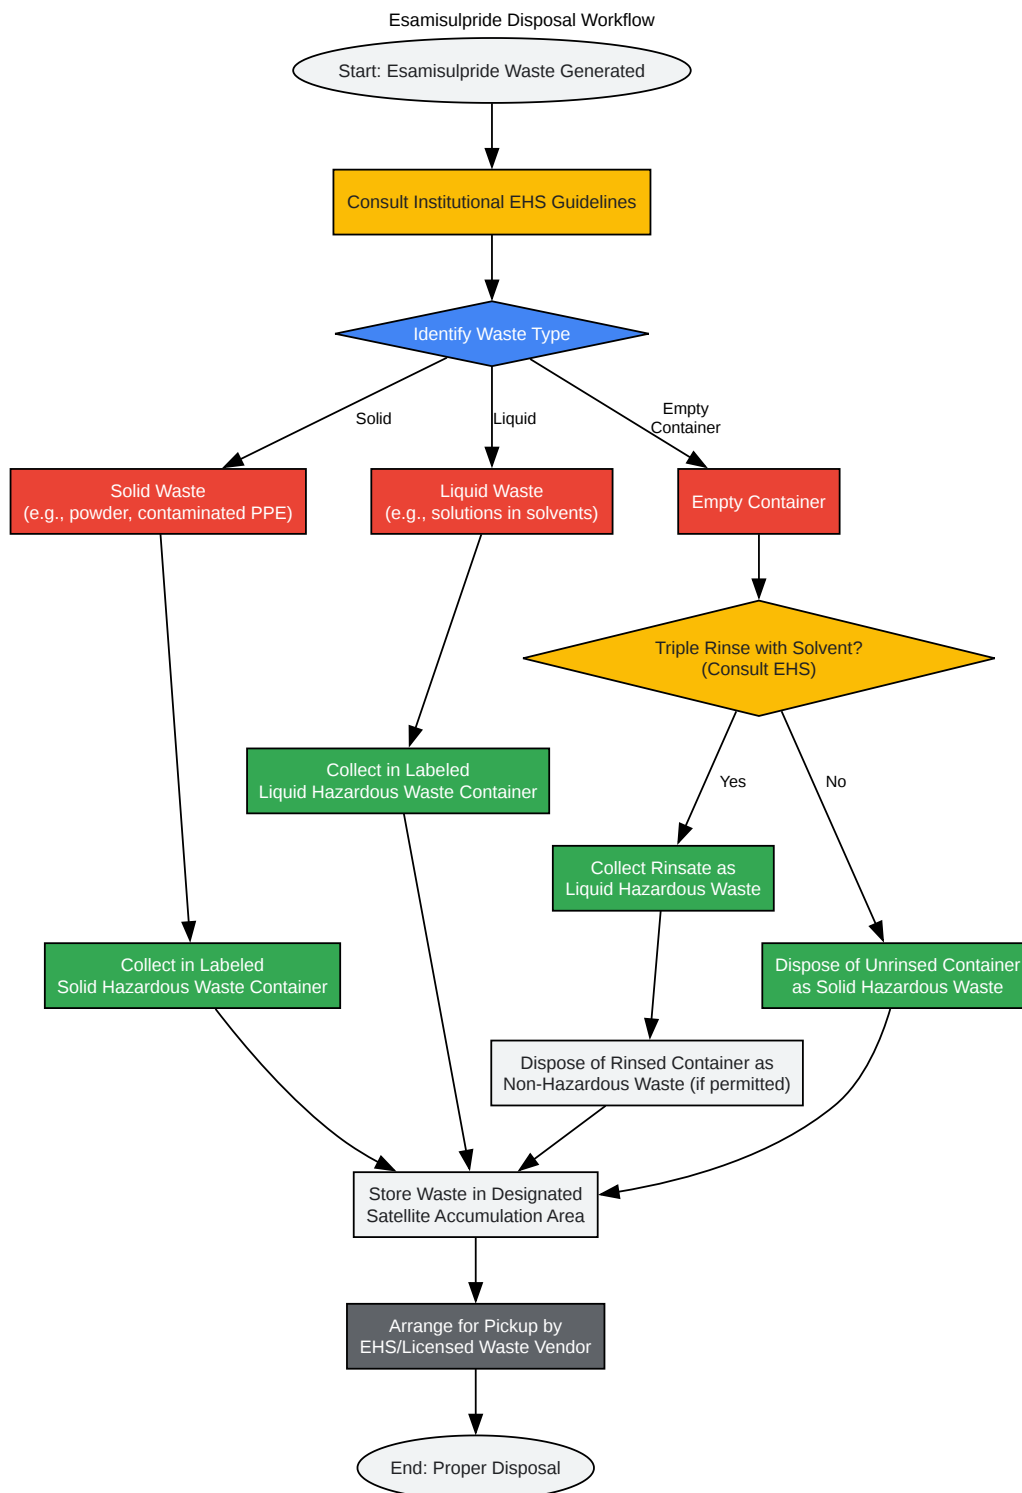 Esamisulpride Disposal Workflow
Start: Esamisulpride Waste Generated
Consult Institutional EHS Guidelines
Identify Waste Type
Solid
Liquid
Empty
Container
Solid Waste
(e.g., powder, contaminated PPE)
Liquid Waste
(e.g., solutions in solvents)
Empty Container
Triple Rinse with Solvent?
(Consult EHS)
Collect in Labeled
Liquid Hazardous Waste Container
Yes
No
Collect Rinsate as
Liquid Hazardous Waste
Collect in Labeled
Solid Hazardous Waste Container
Dispose of Unrinsed Container
as Solid Hazardous Waste
Dispose of Rinsed Container as
Non-Hazardous Waste (if permitted)
Store Waste in Designated
Satellite Accumulation Area
Arrange for Pickup by
EHS/Licensed Waste Vendor
End: Proper Disposal